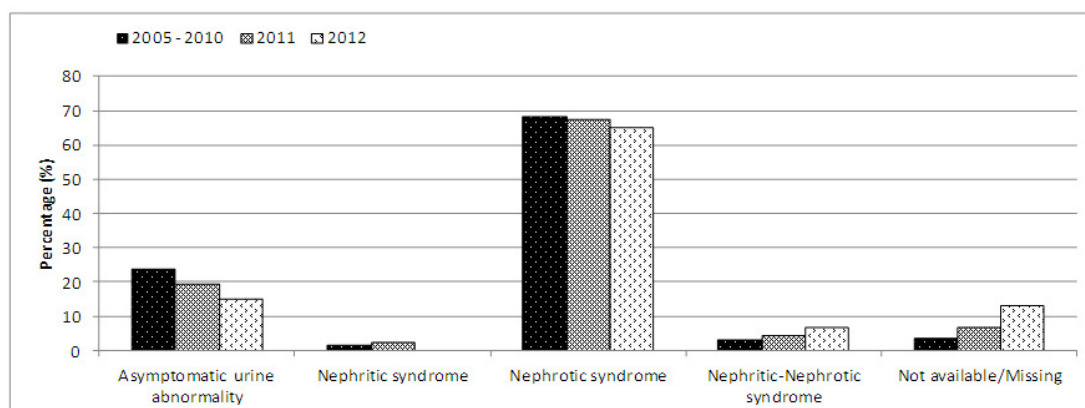 2005 - 2010 2011 2012
Percentage (%)
80
70
60
50
40
30
20
10
0
Asymptomatic urine abnormality
Nephritic syndrome
Nephrotic syndrome
Nephritic-Nephrotic syndrome
Not available/Missing